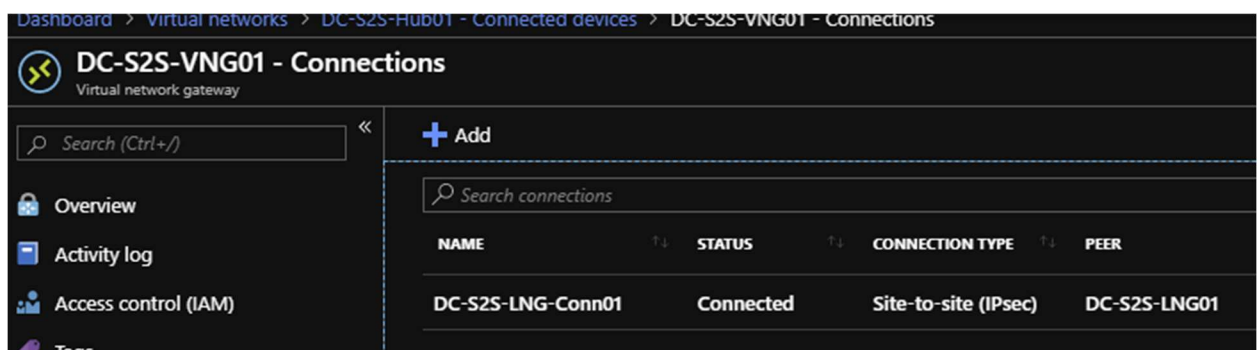 Dashboard > Virtual networks > DC-S2S-Hub01 - Connected devices > DC-S2S-VNG01 - Connections
DC-S2S-VNG01 - Connections
Virtual network gateway
Search (Ctrl+/)
«
Add
Overview
Search connections
Activity log
NAME ↑↓ STATUS ↑↓ CONNECTION TYPE ↑↓ PEER
Access control (IAM)
DC-S2S-LNG-Conn01 Connected Site-to-site (IPsec) DC-S2S-LNG01
Tags